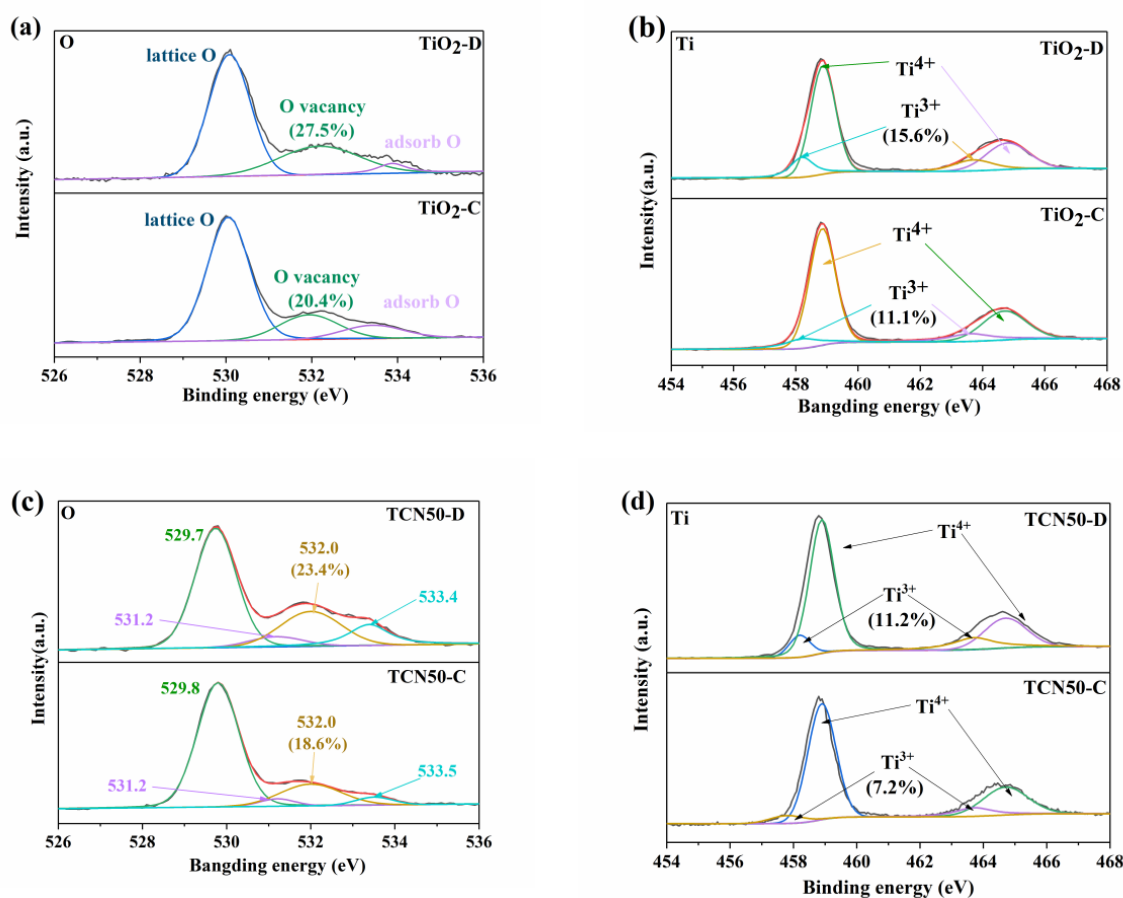 (a)
O
TiO2-D
lattice O
O vacancy
(27.5%)
adsorb O
TiO2-C
lattice O
O vacancy
(20.4%)
adsorb O
Intensity (a.u.)
526 528 530 532 534 536
Binding energy (eV)
(b)
Ti
TiO2-D
Ti4+
Ti3+
(15.6%)
TiO2-C
Ti4+
Ti3+
(11.1%)
Intensity(a.u.)
454 456 458 460 462 464 466 468
Bangding energy (eV)
(c)
O
TCN50-D
529.7
532.0
(23.4%)
531.2
533.4
TCN50-C
529.8
532.0
(18.6%)
531.2
533.5
Intensity(a.u.)
526 528 530 532 534 536
Bangding energy (eV)
(d)
Ti
TCN50-D
Ti4+
Ti3+
(11.2%)
TCN50-C
Ti4+
Ti3+
(7.2%)
Intensity (a.u.)
454 456 458 460 462 464 466 468
Binding energy (eV)